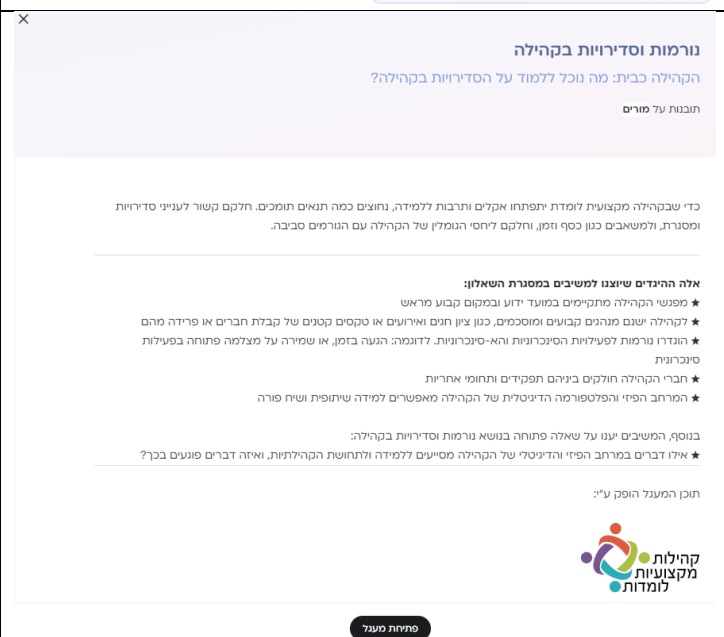 נורמות וסדירויות בקהילה
הקהילה כבית: מה נוכל ללמוד על הסדירויות בקהילה?
תובנות על מורים
כדי שבקהילה מקצועית לומדת יתפתחו אקלים ותרבות ללמידה, נחוצים כמה תנאים תומכים. חלקם קשור לענייני סדירויות
ומסגרת, ולמשאבים כגון כסף וזמן, וחלקם ליחסי הגומלין של הקהילה עם הגורמים סביבה.
אלה ההיגדים שיוצגו למשיבים במסגרת השאלון:
★ מפגשי הקהילה מתקיימים במועד ידוע ובמקום קבוע מראש
★ לקהילה ישנם מנהגים קבועים ומוסכמים, כגון ציון חגים ואירועים או טקסים קטנים של קבלת חברים או פרידה מהם
★ הוגדרו נורמות לפעילויות הסינכרוניות והא-סינכרוניות. לדוגמה: הגעה בזמן, או שמירה על מצלמה פתוחה בפעילות
סינכרונית
★ חברי הקהילה חולקים ביניהם תפקידים ותחומי אחריות
★ המרחב הפיזי והפלטפורמה הדיגיטלית של הקהילה מאפשרים למידה שיתופית ושיח פורה
בנוסף, המשיבים יענו על שאלה פתוחה בנושא נורמות וסדירויות בקהילה:
★ אילו דברים במרחב הפיזי והדיגיטלי של הקהילה מסייעים ללמידה ולתחושת הקהילתיות, ואיזה דברים פוגעים בכך?
תוכן המעגל הופק ע"י:
קהילות
מקצועיות
לומדות
פתיחת מעגל